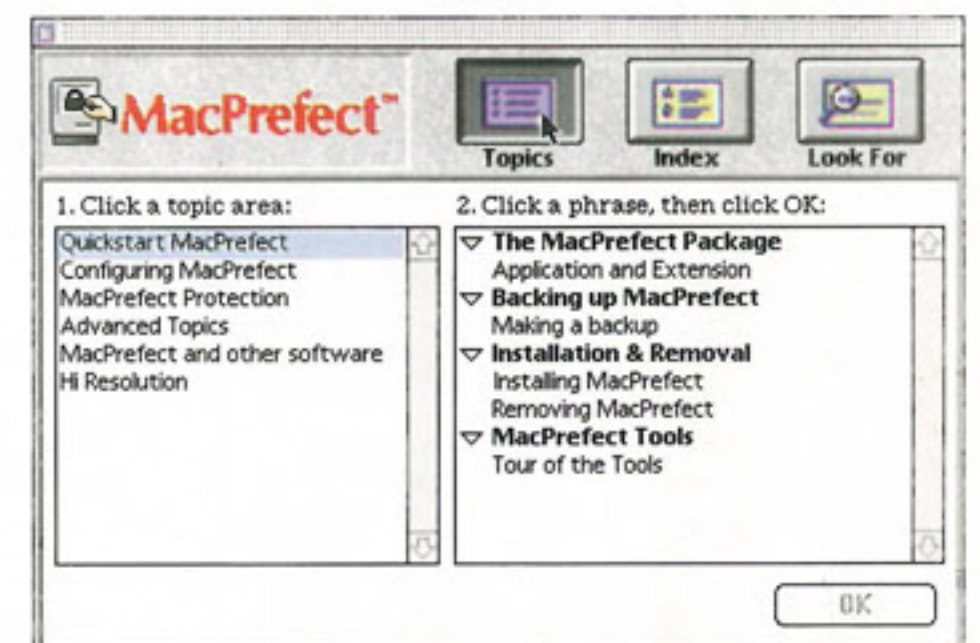 MacPrefect™
Topics
Index
Look For
1. Click a topic area:
Quickstart MacPrefect
Configuring MacPrefect
MacPrefect Protection
Advanced Topics
MacPrefect and other software
Hi Resolution
2. Click a phrase, then click OK:
▽ The MacPrefect Package
Application and Extension
▽ Backing up MacPrefect
Making a backup
▽ Installation & Removal
Installing MacPrefect
Removing MacPrefect
▽ MacPrefect Tools
Tour of the Tools
OK